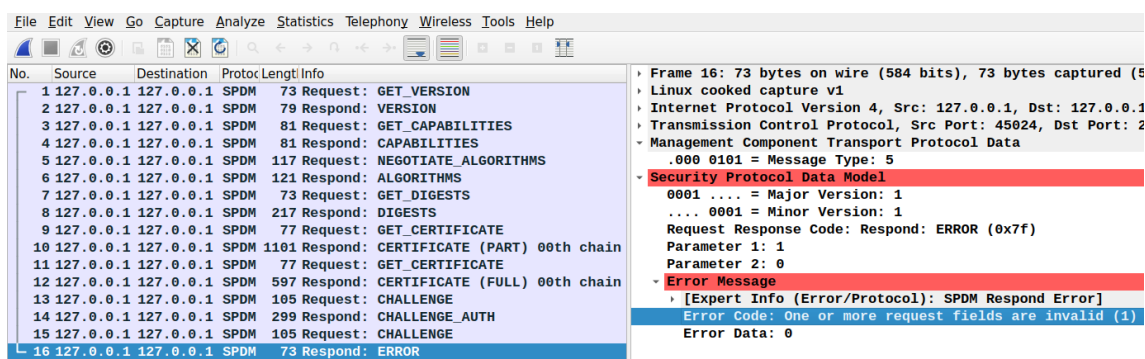 File Edit View Go Capture Analyze Statistics Telephony Wireless Tools Help
No. Source Destination Protoc Lengtl Info
1 127.0.0.1 127.0.0.1 SPDM 73 Request: GET_VERSION
2 127.0.0.1 127.0.0.1 SPDM 79 Respond: VERSION
3 127.0.0.1 127.0.0.1 SPDM 81 Request: GET_CAPABILITIES
4 127.0.0.1 127.0.0.1 SPDM 81 Respond: CAPABILITIES
5 127.0.0.1 127.0.0.1 SPDM 117 Request: NEGOTIATE_ALGORITHMS
6 127.0.0.1 127.0.0.1 SPDM 121 Respond: ALGORITHMS
7 127.0.0.1 127.0.0.1 SPDM 73 Request: GET_DIGESTS
8 127.0.0.1 127.0.0.1 SPDM 217 Respond: DIGESTS
9 127.0.0.1 127.0.0.1 SPDM 77 Request: GET_CERTIFICATE
10 127.0.0.1 127.0.0.1 SPDM 1101 Respond: CERTIFICATE (PART) 00th chain
11 127.0.0.1 127.0.0.1 SPDM 77 Request: GET_CERTIFICATE
12 127.0.0.1 127.0.0.1 SPDM 597 Respond: CERTIFICATE (FULL) 00th chain
13 127.0.0.1 127.0.0.1 SPDM 105 Request: CHALLENGE
14 127.0.0.1 127.0.0.1 SPDM 299 Respond: CHALLENGE_AUTH
15 127.0.0.1 127.0.0.1 SPDM 105 Request: CHALLENGE
16 127.0.0.1 127.0.0.1 SPDM 73 Respond: ERROR
Frame 16: 73 bytes on wire (584 bits), 73 bytes captured (5
Linux cooked capture v1
Internet Protocol Version 4, Src: 127.0.0.1, Dst: 127.0.0.1
Transmission Control Protocol, Src Port: 45024, Dst Port: 2
Management Component Transport Protocol Data
.000 0101 = Message Type: 5
Security Protocol Data Model
0001 .... = Major Version: 1
.... 0001 = Minor Version: 1
Request Response Code: Respond: ERROR (0x7f)
Parameter 1: 1
Parameter 2: 0
Error Message
[Expert Info (Error/Protocol): SPDM Respond Error]
Error Code: One or more request fields are invalid (1)
Error Data: 0